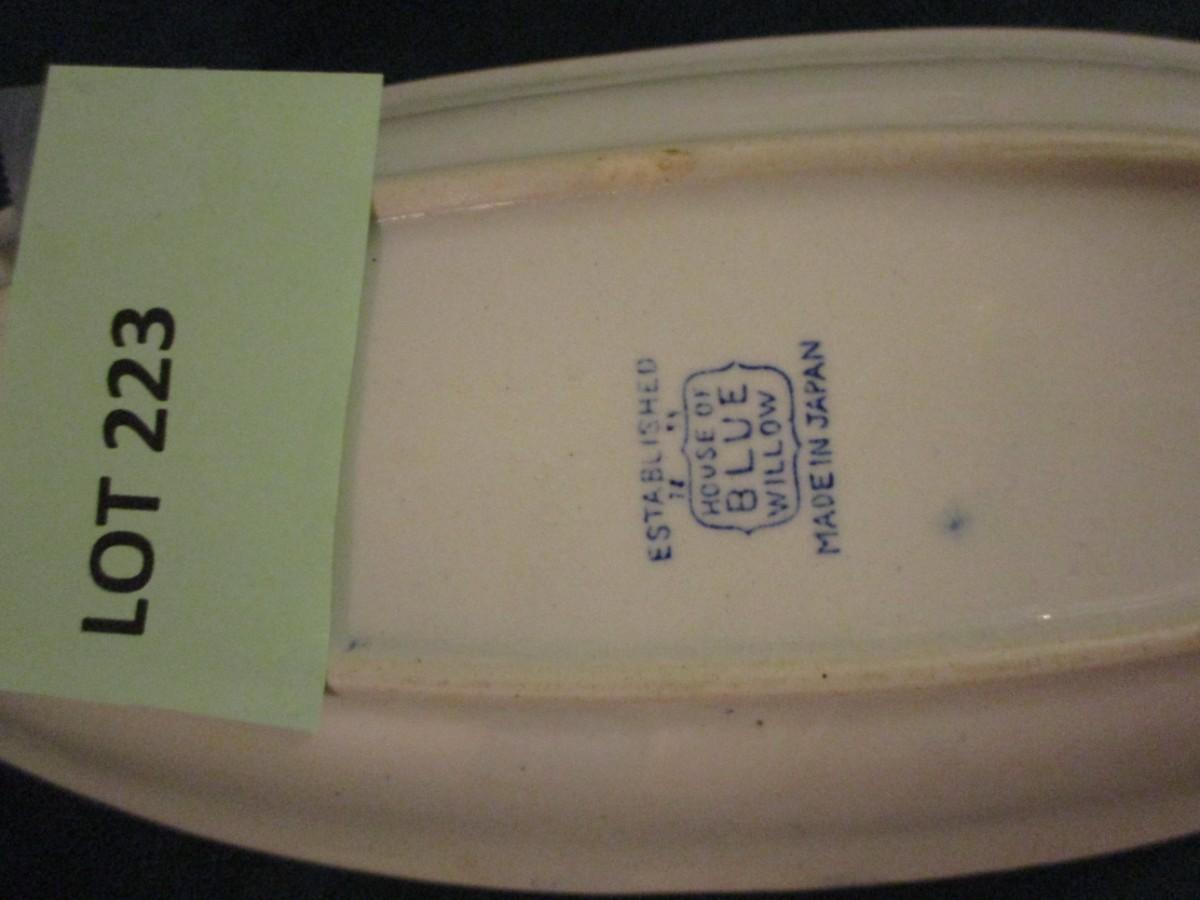 LOT 223
ESTABLISHED
HOUSE OF
BLUE
WILLOW
MADE IN JAPAN